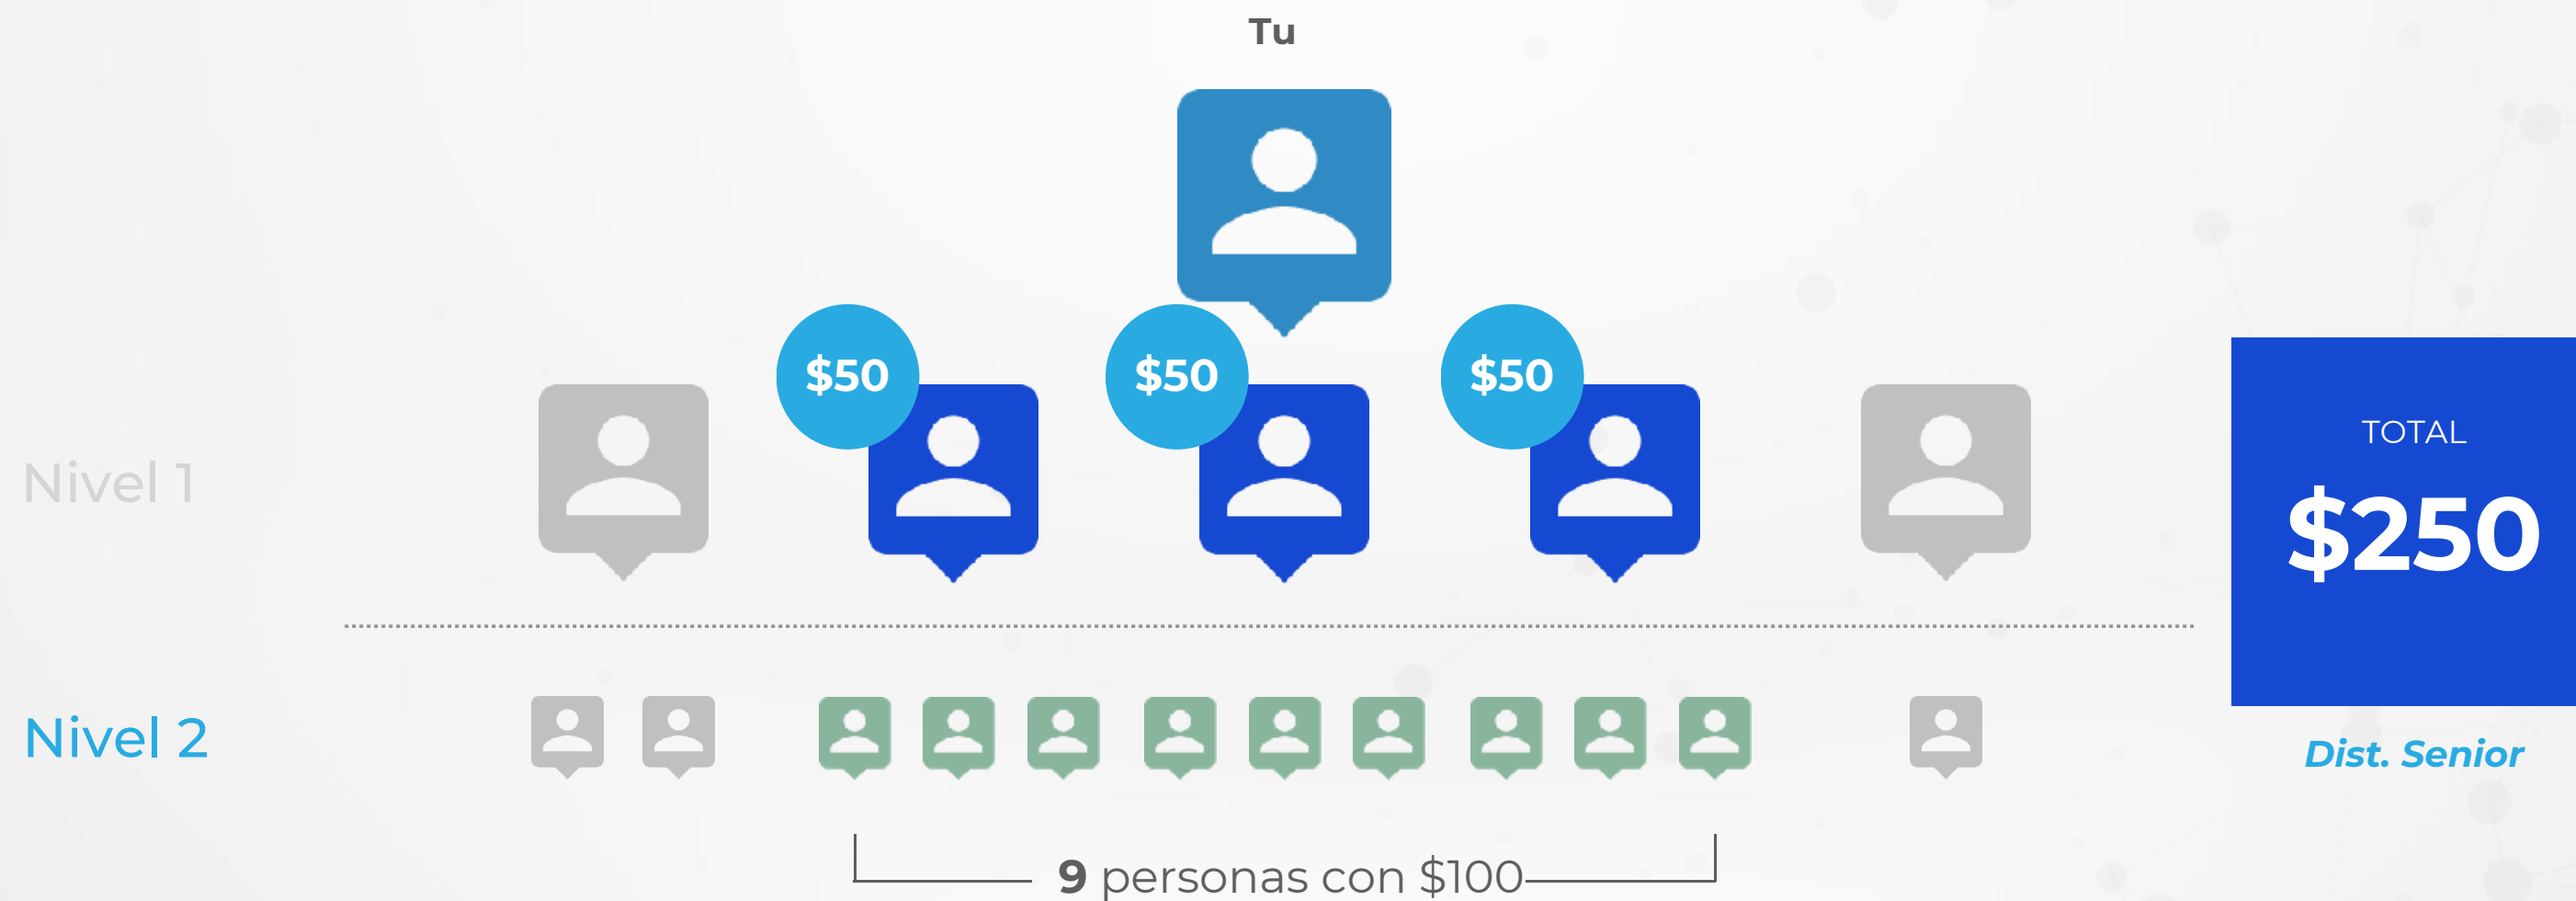 Tu
$50
$50
$50
Nivel 1
TOTAL
$250
Nivel 2
Dist. Senior
9 personas con $100